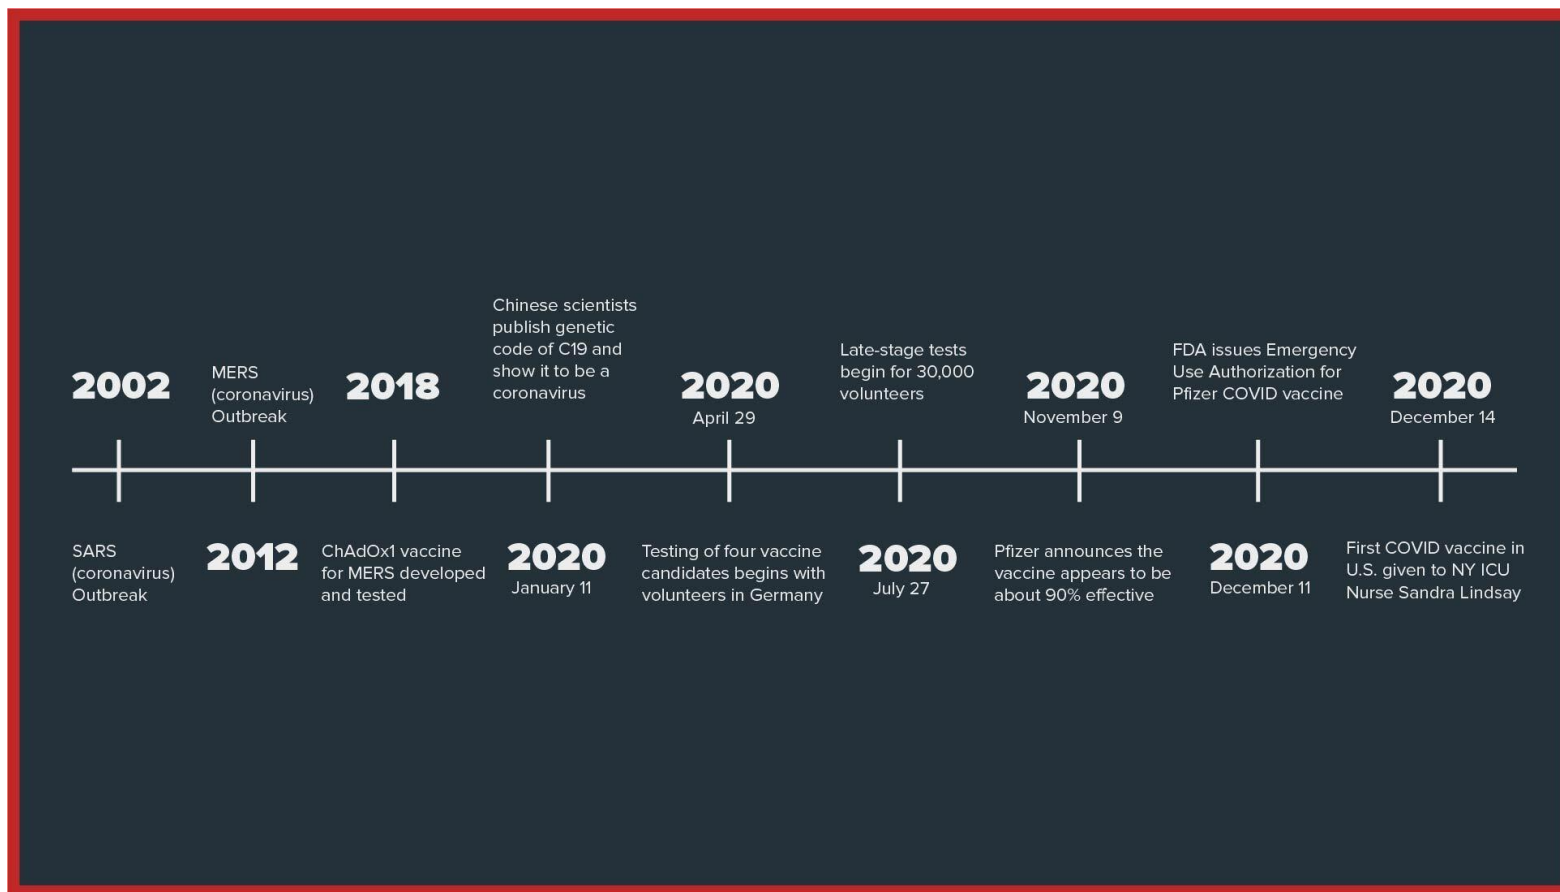 2002
SARS
(coronavirus)
Outbreak
MERS
(coronavirus)
Outbreak
2012
2018
ChAdOx1 vaccine
for MERS developed
and tested
Chinese scientists
publish genetic
code of C19 and
show it to be a
coronavirus
2020
January 11
2020
April 29
Testing of four vaccine
candidates begins with
volunteers in Germany
Late-stage tests
begin for 30,000
volunteers
2020
July 27
2020
November 9
Pfizer announces the
vaccine appears to be
about 90% effective
FDA issues Emergency
Use Authorization for
Pfizer COVID vaccine
2020
December 11
2020
December 14
First COVID vaccine in
U.S. given to NY ICU
Nurse Sandra Lindsay